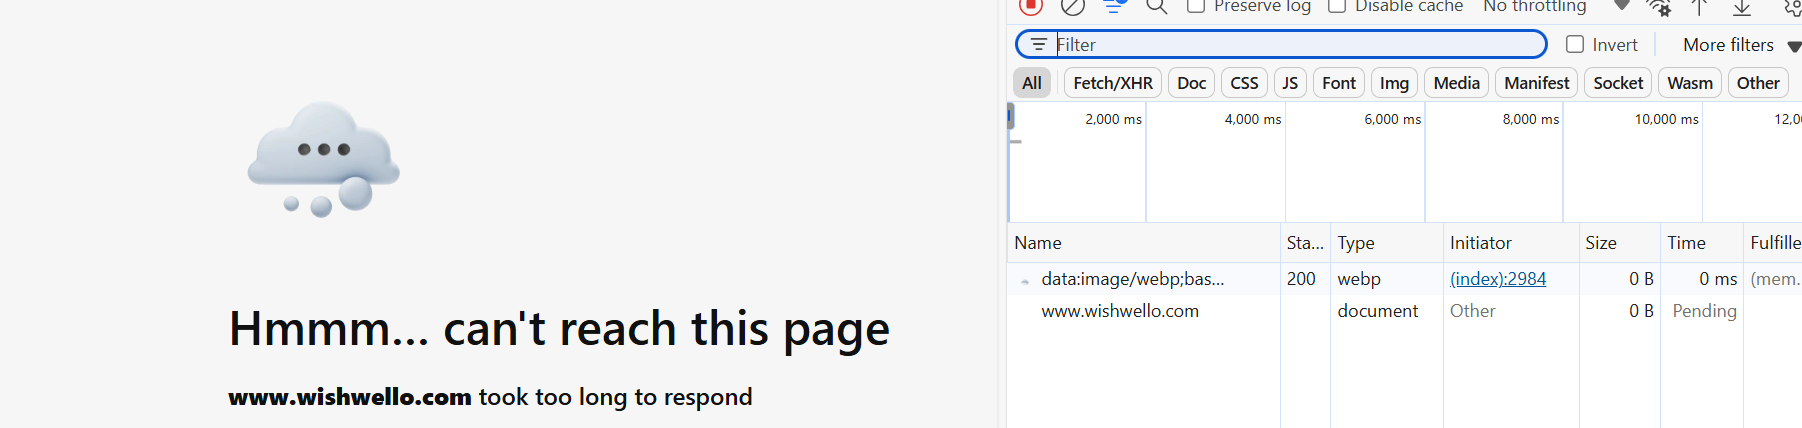 Preserve log Disable cache No throttling
Filter Invert More filters
All Fetch/XHR Doc CSS JS Font Img Media Manifest Socket Wasm Other
2,000 ms 4,000 ms 6,000 ms 8,000 ms 10,000 ms 12,0
Name Sta... Type Initiator Size Time Fulfille
data:image/webp;bas... 200 webp (index):2984 0 B 0 ms (mem...
www.wishwello.com document Other 0 B Pending
Hmmm... can't reach this page
www.wishwello.com took too long to respond